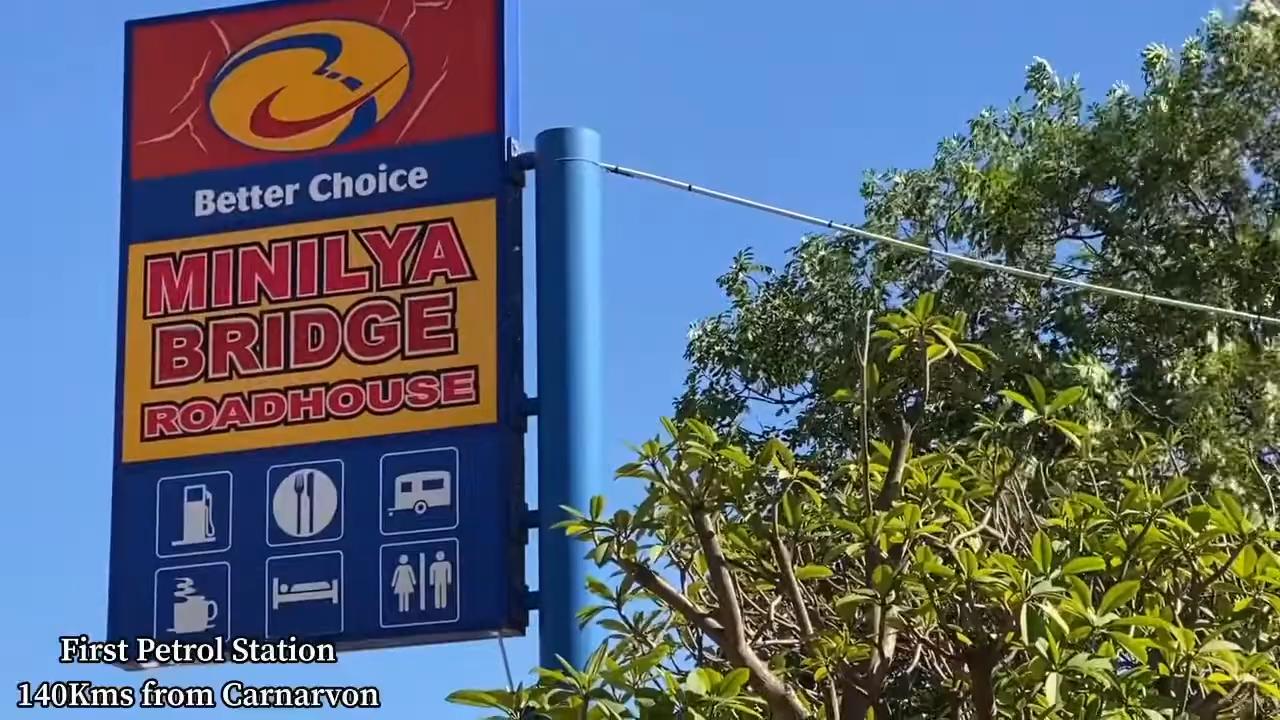 Better Choice
MINILYA
BRIDGE
ROADHOUSE
First Petrol Station
140Kms from Carnarvon